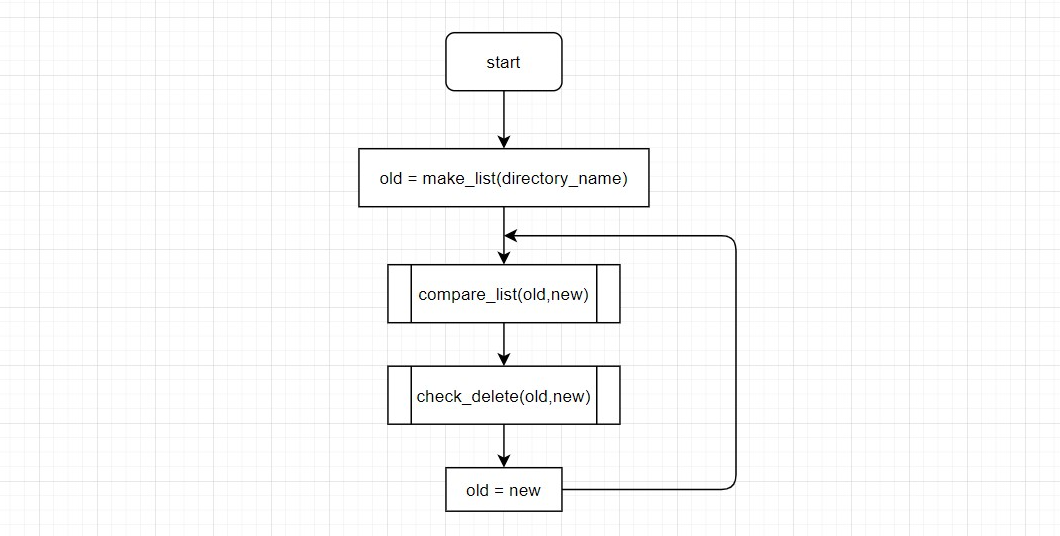 start
old = make_list(directory_name)
compare_list(old,new)
check_delete(old,new)
old = new